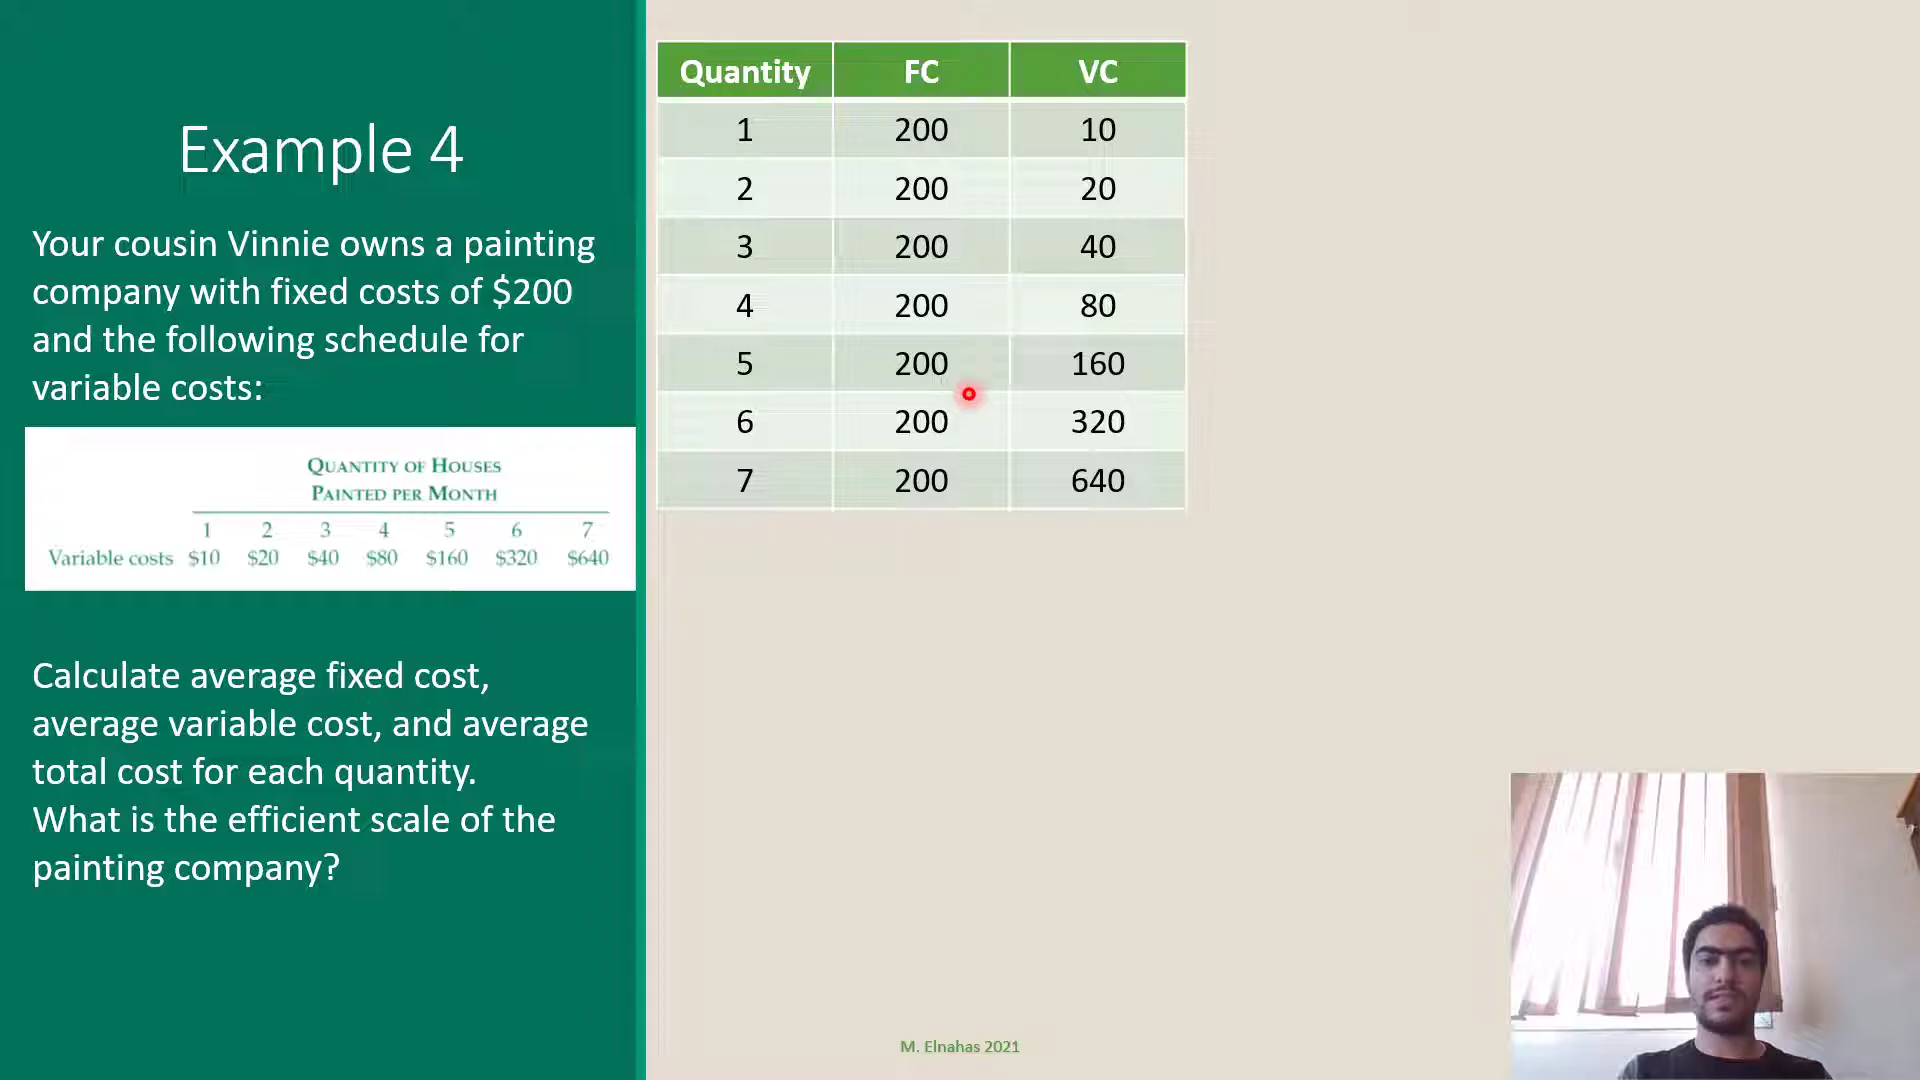 Example 4
Your cousin Vinnie owns a painting
company with fixed costs of $200
and the following schedule for
variable costs:
QUANTITY OF HOUSES
PAINTED PER MONTH
1 2 3 4 5 6 7
Variable costs $10 $20 $40 $80 $160 $320 $640
Calculate average fixed cost,
average variable cost, and average
total cost for each quantity.
What is the efficient scale of the
painting company?
Quantity FC VC
1 200 10
2 200 20
3 200 40
4 200 80
5 200 160
6 200 320
7 200 640
M. Elnahas 2021